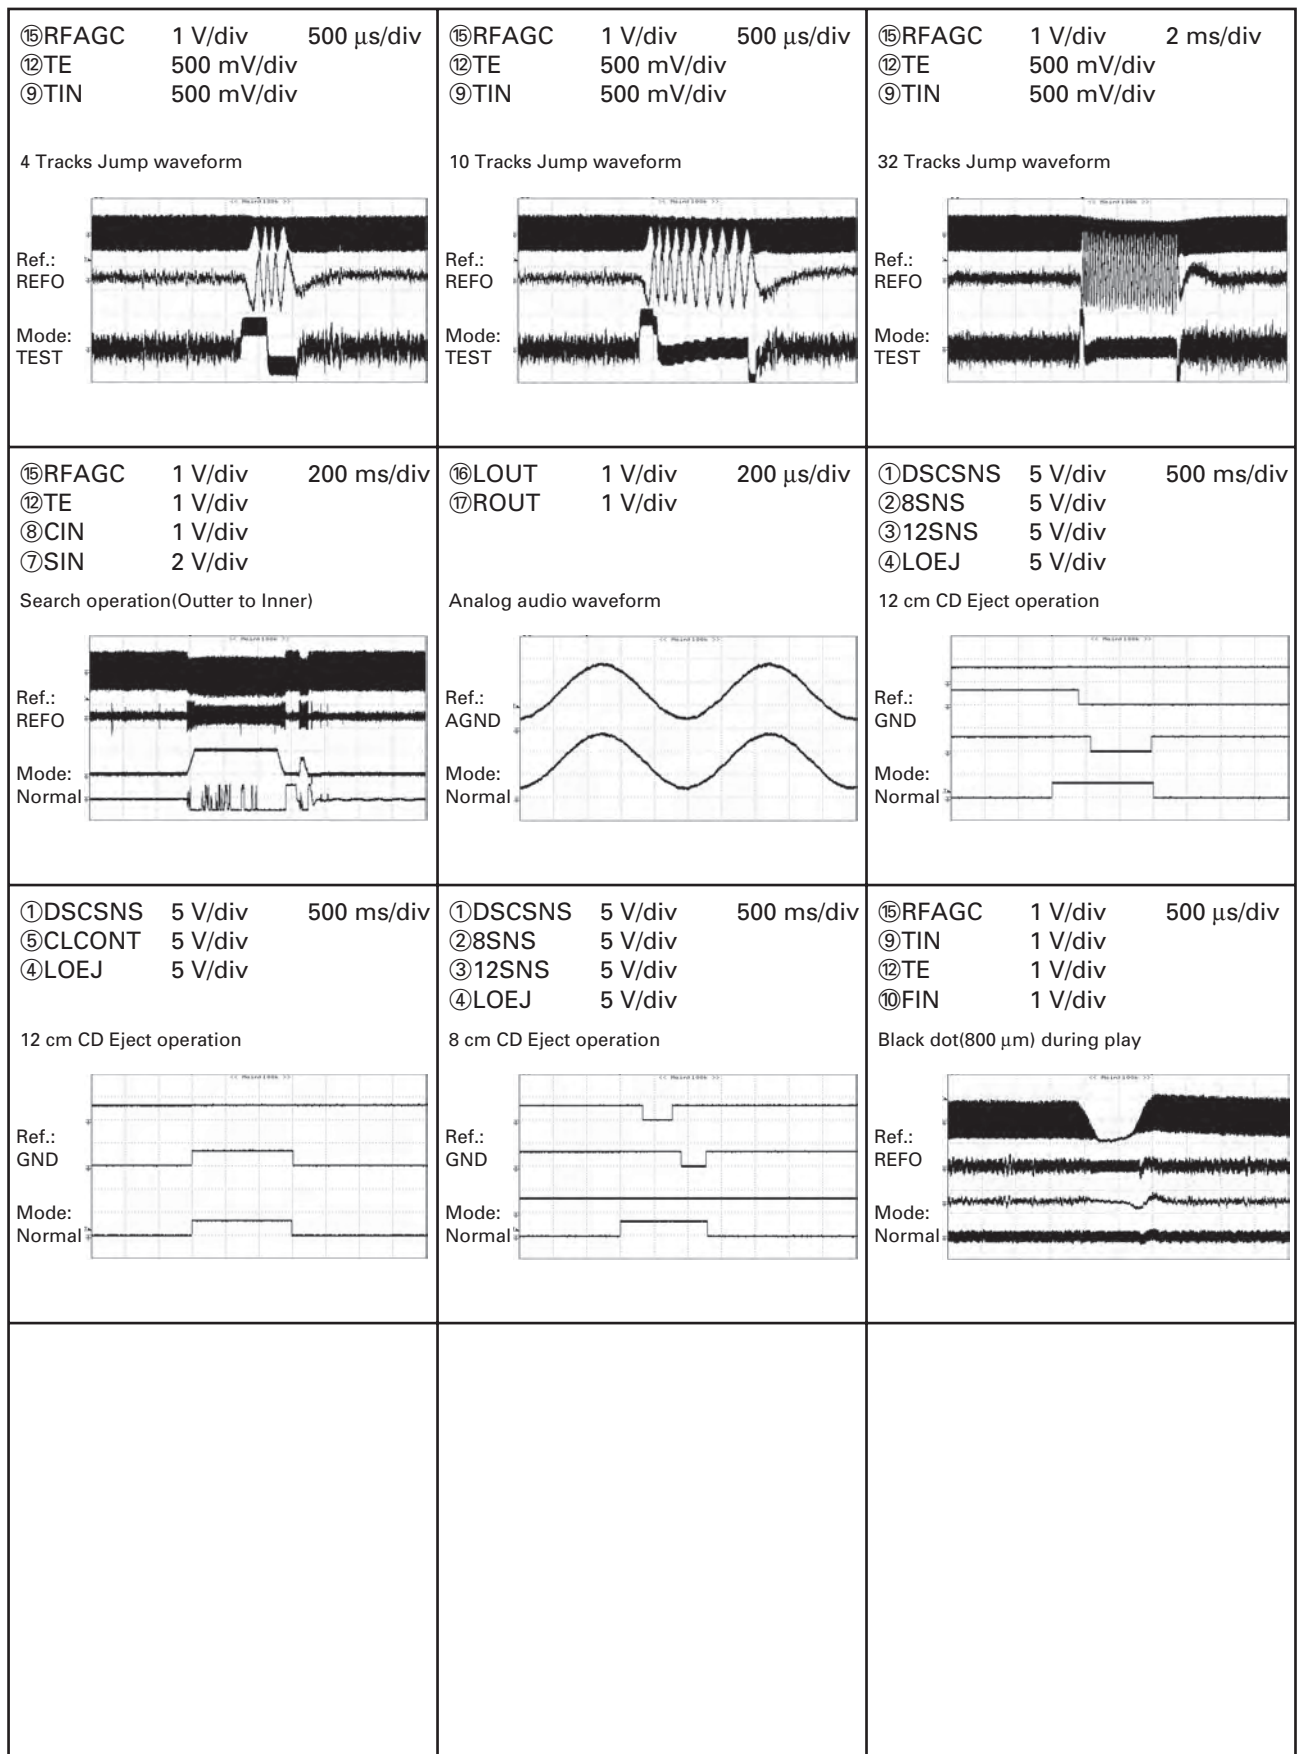 ⑮RFAGC 1 V/div 500 μs/div
⑫TE 500 mV/div
⑨TIN 500 mV/div
4 Tracks Jump waveform
Ref.:
REFO
Mode:
TEST
⑮RFAGC 1 V/div 500 μs/div
⑫TE 500 mV/div
⑨TIN 500 mV/div
10 Tracks Jump waveform
Ref.:
REFO
Mode:
TEST
⑮RFAGC 1 V/div 2 ms/div
⑫TE 500 mV/div
⑨TIN 500 mV/div
32 Tracks Jump waveform
Ref.:
REFO
Mode:
TEST
⑮RFAGC 1 V/div 200 ms/div
⑫TE 1 V/div
⑧CIN 1 V/div
⑦SIN 2 V/div
Search operation(Outter to Inner)
Ref.:
REFO
Mode:
Normal
⑯LOUT 1 V/div 200 μs/div
⑰ROUT 1 V/div
Analog audio waveform
Ref.:
AGND
Mode:
Normal
①DSCSNS 5 V/div 500 ms/div
②8SNS 5 V/div
③12SNS 5 V/div
④LOEJ 5 V/div
12 cm CD Eject operation
Ref.:
GND
Mode:
Normal
①DSCSNS 5 V/div 500 ms/div
⑤CLCONT 5 V/div
④LOEJ 5 V/div
12 cm CD Eject operation
Ref.:
GND
Mode:
Normal
①DSCSNS 5 V/div 500 ms/div
②8SNS 5 V/div
③12SNS 5 V/div
④LOEJ 5 V/div
8 cm CD Eject operation
Ref.:
GND
Mode:
Normal
⑮RFAGC 1 V/div 500 μs/div
⑨TIN 1 V/div
⑫TE 1 V/div
⑩FIN 1 V/div
Black dot(800 μm) during play
Ref.:
REFO
Mode:
Normal